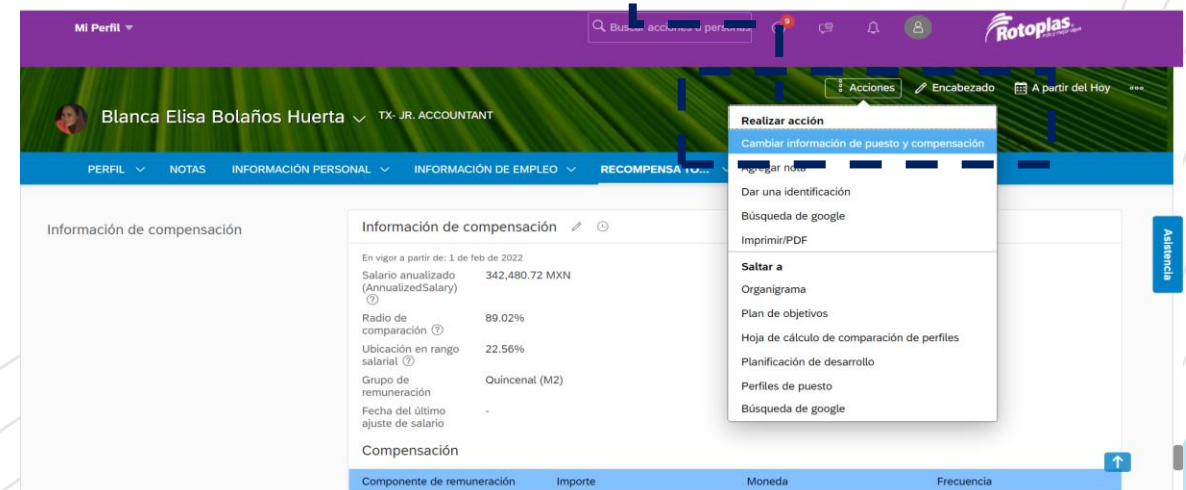 Mi Perfil
Buscar acciones o personas
9
Rotoplas
Acciones
Encabezado
A partir del Hoy
Blanca Elisa Bolaños Huerta
TX- JR. ACCOUNTANT
PERFIL
NOTAS
INFORMACIÓN PERSONAL
INFORMACIÓN DE EMPLEO
RECOMPENSA TO...
Realizar acción
Cambiar información de puesto y compensación
Agregar nota
Dar una identificación
Búsqueda de google
Imprimir/PDF
Saltar a
Organigrama
Plan de objetivos
Hoja de cálculo de comparación de perfiles
Planificación de desarrollo
Perfiles de puesto
Búsqueda de google
Información de compensación
Información de compensación
En vigor a partir de: 1 de feb de 2022
Salario anualizado 342,480.72 MXN
(AnnualizedSalary)
Radio de 89.02%
comparación
Ubicación en rango 22.56%
salarial
Grupo de Quincenal (M2)
remuneración
Fecha del último -
ajuste de salario
Compensación
Componente de remuneración Importe Moneda Frecuencia
Asistencia